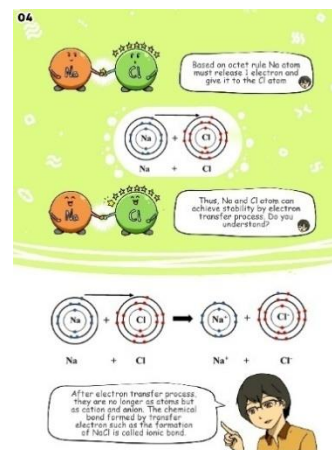 04
Na
Cl
Based on octet rule Na atom
must release 1 electron and
give it to the Cl atom
Na + Cl
Na + Cl
Na
Cl
Thus, Na and Cl atom can
achieve stability by electron
transfer process. Do you
understand?
Na + Cl Na⁺ + Cl⁻
Na + Cl Na⁺ + Cl⁻
After electron transfer process,
they are no longer as atoms but
as cation and anion. The chemical
bond formed by transfer
electron such as the formation
of NaCl is called ionic bond.